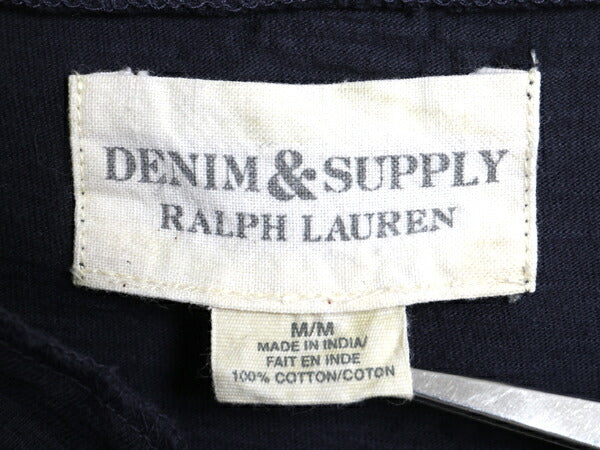 DENIM & SUPPLY
RALPH LAUREN
M/M
MADE IN INDIA/
FAIT EN INDE
100% COTTON/COTON